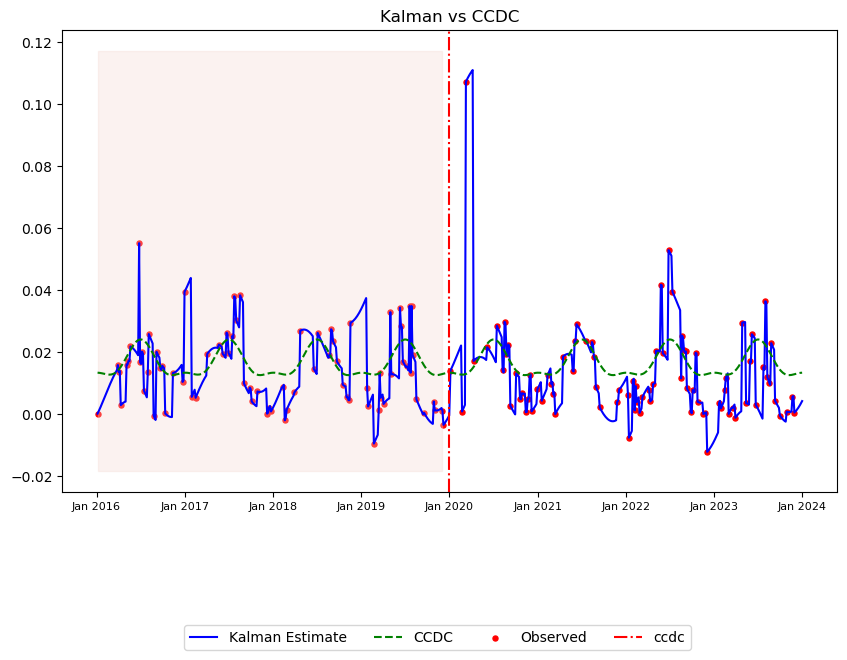 Kalman vs CCDC
0.12
0.10
0.08
0.06
0.04
0.02
0.00
−0.02
Jan 2016 Jan 2017 Jan 2018 Jan 2019 Jan 2020 Jan 2021 Jan 2022 Jan 2023 Jan 2024
Kalman Estimate CCDC Observed ccdc